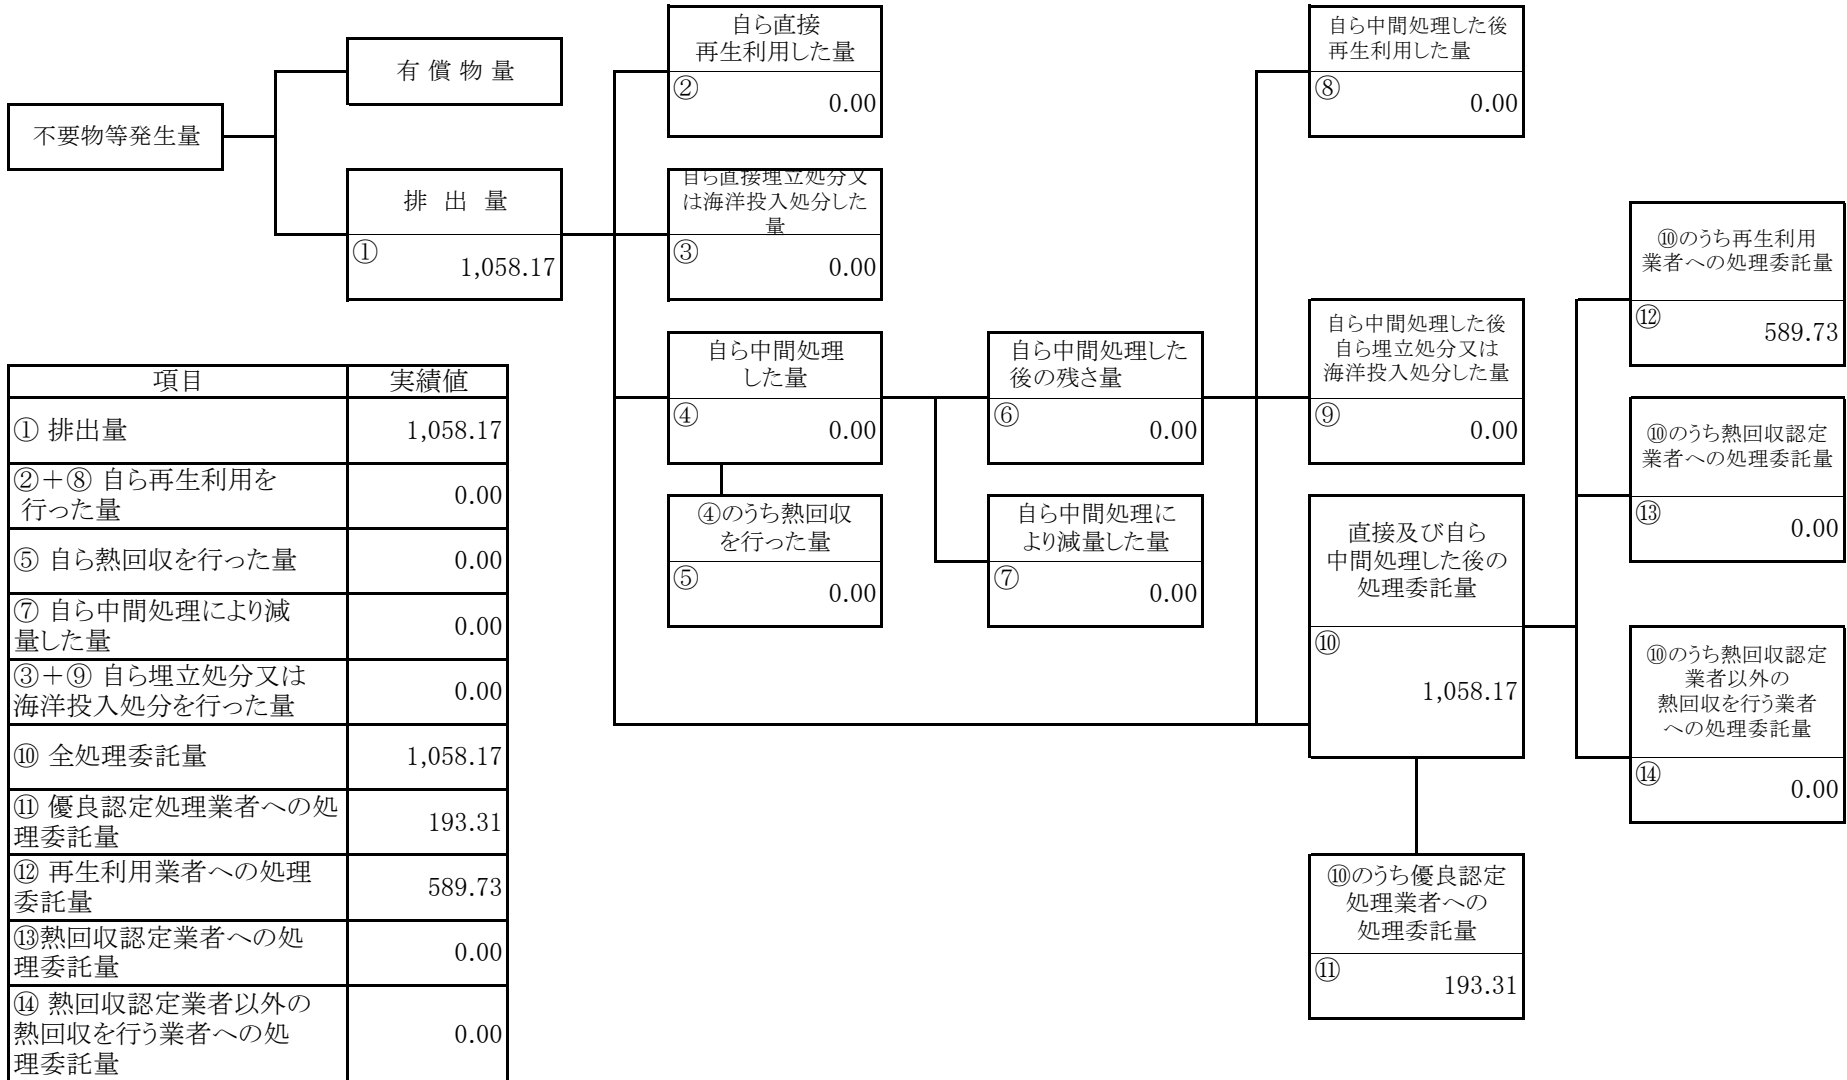 不要物等発生量
有 償 物 量
排 出 量
①
1,058.17
自ら直接
再生利用した量
②
0.00
自ら直接埋立処分又
は海洋投入処分した
量
③
0.00
自ら中間処理
した量
④
0.00
④のうち熱回収
を行った量
⑤
0.00
自ら中間処理した
後の残さ量
⑥
0.00
自ら中間処理に
より減量した量
⑦
0.00
自ら中間処理した後
再生利用した量
⑧
0.00
自ら中間処理した後
自ら埋立処分又は
海洋投入処分した量
⑨
0.00
直接及び自ら
中間処理した後の
処理委託量
⑩
1,058.17
⑩のうち優良認定
処理業者への
処理委託量
⑪
193.31
⑩のうち再生利用
業者への処理委託量
⑫
589.73
⑩のうち熱回収認定
業者への処理委託量
⑬
0.00
⑩のうち熱回収認定
業者以外の
熱回収を行う業者
への処理委託量
⑭
0.00
項目 実績値
① 排出量 1,058.17
②+⑧ 自ら再生利用を
行った量
0.00
⑤ 自ら熱回収を行った量 0.00
⑦ 自ら中間処理により減
量した量
0.00
③+⑨ 自ら埋立処分又は
海洋投入処分を行った量
0.00
⑩ 全処理委託量 1,058.17
⑪ 優良認定処理業者への処
理委託量
193.31
⑫ 再生利用業者への処理
委託量
589.73
⑬熱回収認定業者への処
理委託量
0.00
⑭ 熱回収認定業者以外の
熱回収を行う業者への処
理委託量
0.00